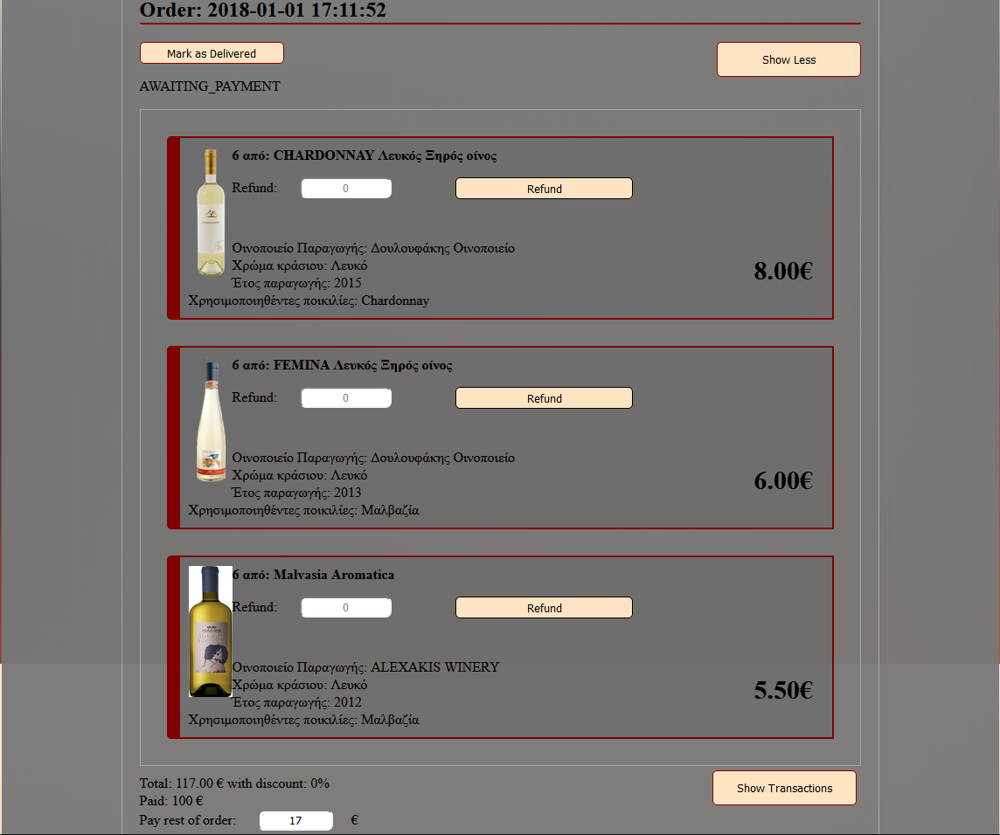 Order: 2018-01-01 17:11:52
Mark as Delivered
Show Less
AWAITING_PAYMENT
6 από: CHARDONNAY Λευκός Ξηρός οίνος
Refund: 0 Refund
CHARDONNAY
Οινοποιείο Παραγωγής: Δουλουφάκης Οινοποιείο
Χρώμα κράσιου: Λευκό
8.00€
Έτος παραγωγής: 2015
Χρησιμοποιηθέντες ποικιλίες: Chardonnay
6 από: FEMINA Λευκός Ξηρός οίνος
Refund: 0 Refund
FEMINA
Οινοποιείο Παραγωγής: Δουλουφάκης Οινοποιείο
Χρώμα κράσιου: Λευκό
6.00€
Έτος παραγωγής: 2013
Χρησιμοποιηθέντες ποικιλίες: Μαλβαζία
6 από: Malvasia Aromatica
Refund: 0 Refund
Οινοποιείο Παραγωγής: ALEXAKIS WINERY
Χρώμα κράσιου: Λευκό
5.50€
Έτος παραγωγής: 2012
Χρησιμοποιηθέντες ποικιλίες: Μαλβαζία
Total: 117.00 € with discount: 0%
Show Transactions
Paid: 100 €
Pay rest of order: 17 €